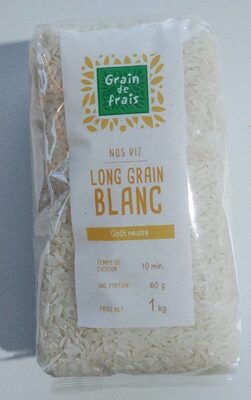 Grain
de
frais
NOS RIZ
LONG GRAIN
BLANC
Goût neutre
TEMPS DE CUISSON 10 min.
UNE PORTION 60 g
POIDS NET 1 kg